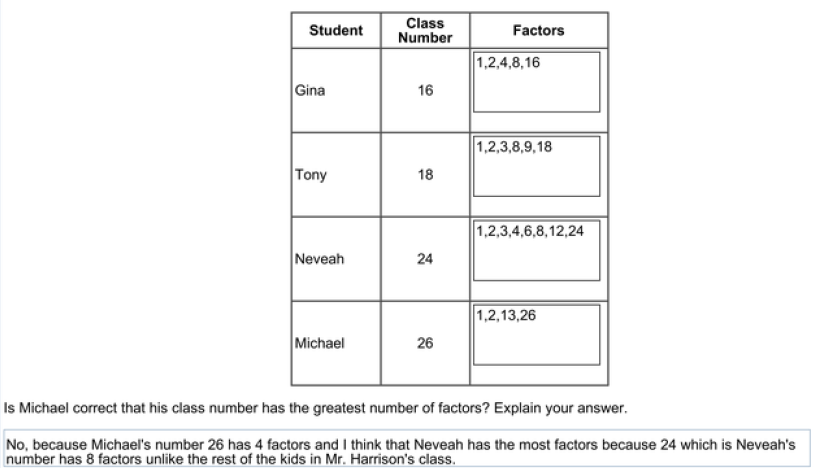 Student Class Number Factors
Gina 16 1,2,4,8,16
Tony 18 1,2,3,8,9,18
Neveah 24 1,2,3,4,6,8,12,24
Michael 26 1,2,13,26
Is Michael correct that his class number has the greatest number of factors? Explain your answer.
No, because Michael's number 26 has 4 factors and I think that Neveah has the most factors because 24 which is Neveah's
number has 8 factors unlike the rest of the kids in Mr. Harrison's class.